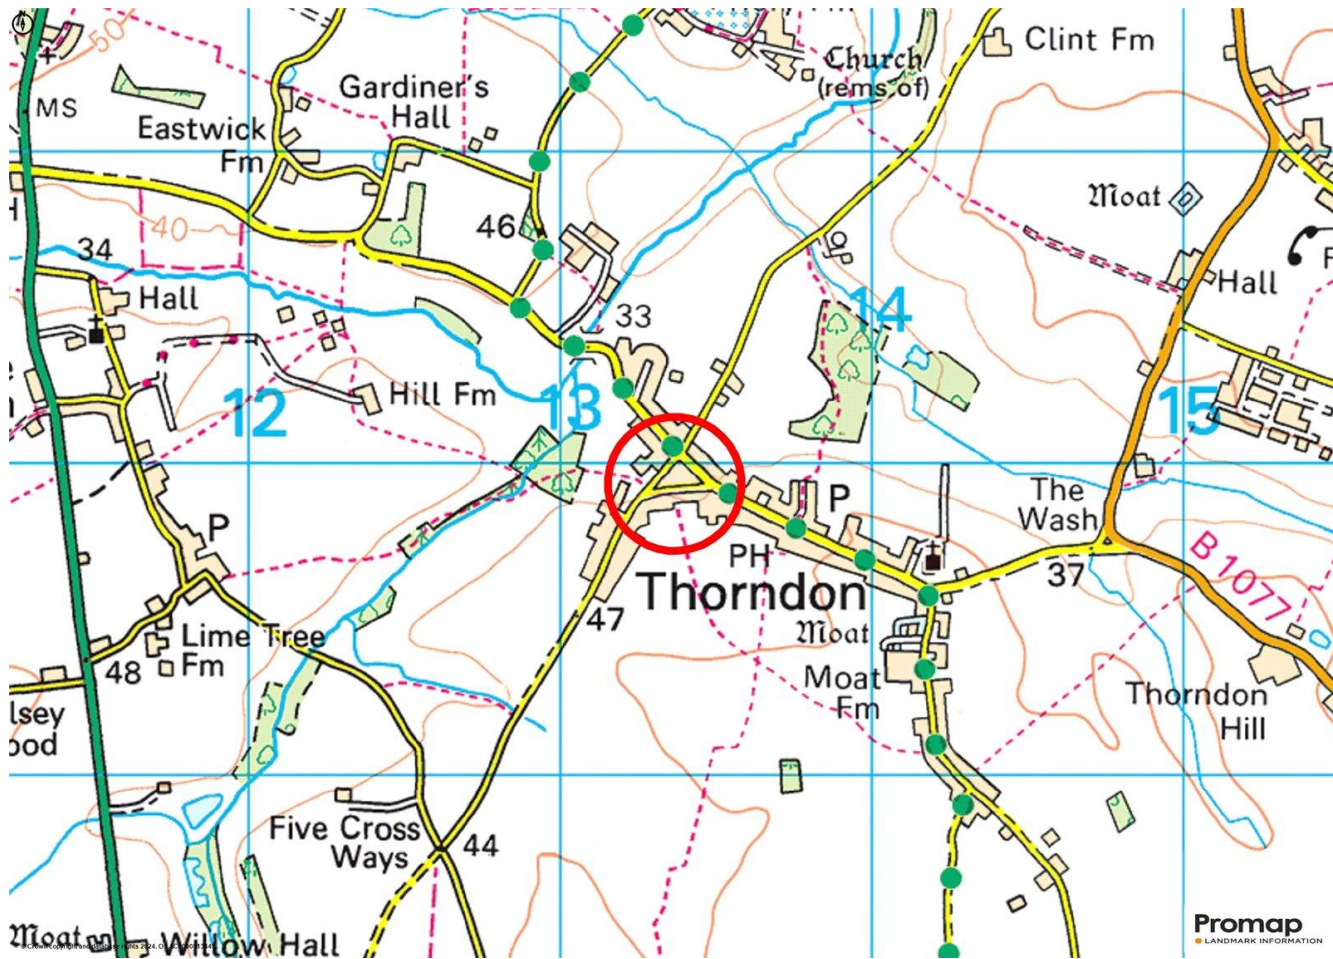 50
Clint Fm
Church
(rems of)
MS
Gardiner's
Hall
Eastwick
Fm
Moat
46
40
34
Hall
Hall
33
14
12
13
15
Hill Fm
The
Wash
P
P
PH
37
B 1077
Thorndon
47
Moat
Lime Tree
Fm
48
Moat
Fm
Thorndon
Hill
lsey
ood
Five Cross
Ways
44
Moat
Willow Hall
Promap
LANDMARK INFORMATION